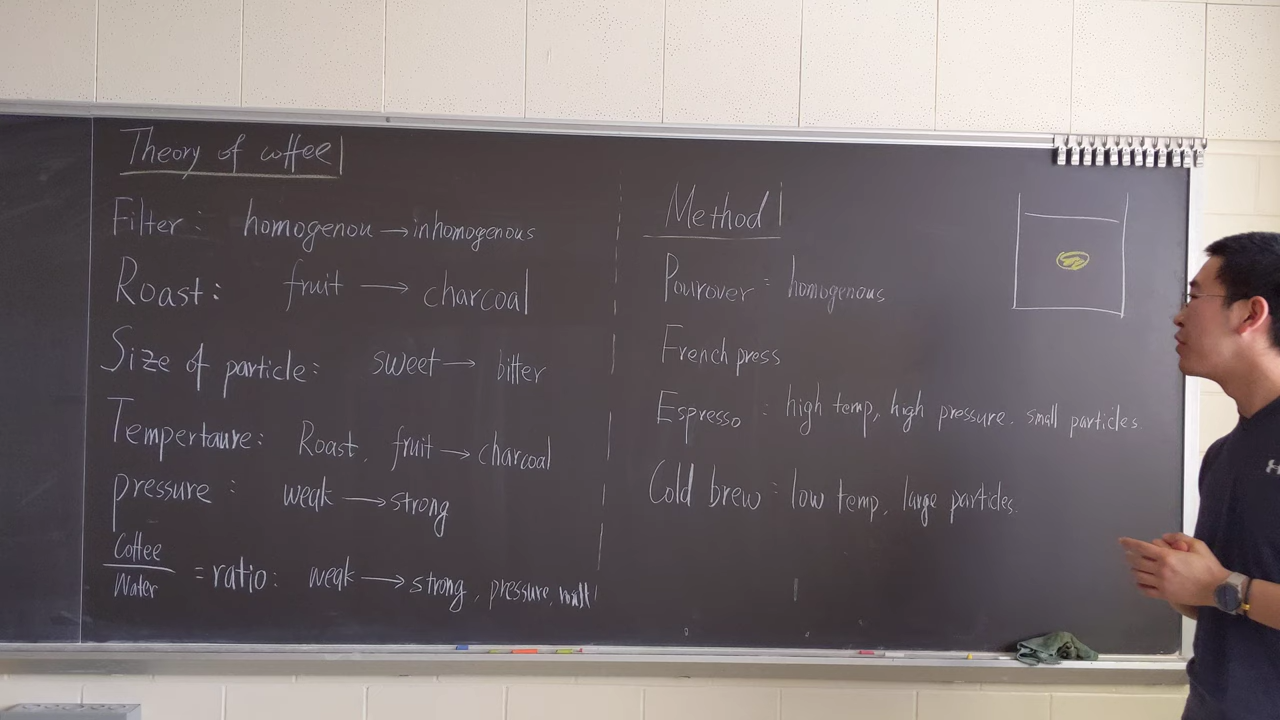 Theory of coffee
Filter: homogenou → inhomogenous
Roast: fruit → charcoal
Size of particle: sweet → bitter
Tempertaure: Roast, fruit → charcoal
pressure: weak → strong
Coffee
Water
= ratio: weak → strong, pressure,
Method
Pourover: homogenous
French press
Espresso: high temp, high pressure. small particles
Cold brew: low temp, large particles.